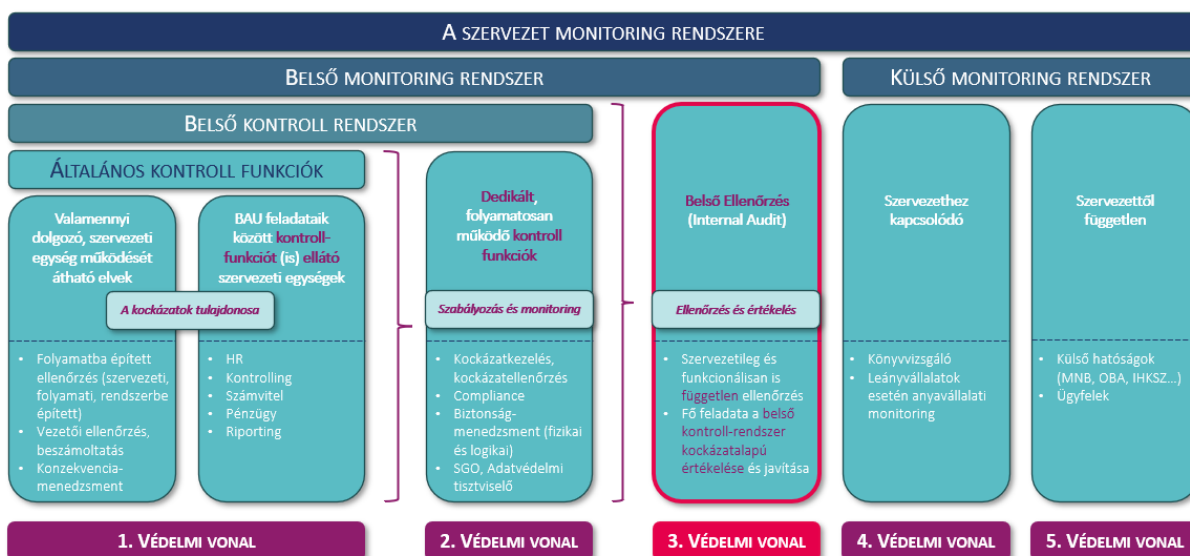 A SZERVEZET MONITORING RENDSZERE
BELSŐ MONITORING RENDSZER
KÜLSŐ MONITORING RENDSZER
BELSŐ KONTROLL RENDSZER
ÁLTALÁNOS KONTROLL FUNKCIÓK
Valamennyi
dolgozó, szervezeti
egység működését
átható elvek
BAU feladataik
között kontroll-
funkciót (is) ellátó
szervezeti egységek
A kockázatok tulajdonosa
• Folyamatba épített
ellenőrzés (szervezeti,
folyamati, rendszerbe
épített)
• Vezetői ellenőrzés,
beszámoltatás
• Konzekvencia-
menedzsment
• HR
• Kontrolling
• Számvitel
• Pénzügy
• Riporting
Dedikált,
folyamatosan
működő kontroll
funkciók
Szabályozás és monitoring
• Kockázatkezelés,
kockázatellenőrzés
• Compliance
• Biztonság-
menedzsment (fizikai
és logikai)
• SGO, Adatvédelmi
tisztviselő
Belső Ellenőrzés
(Internal Audit)
Ellenőrzés és értékelés
• Szervezetileg és
funkcionálisan is
független ellenőrzés
• Fő feladata a belső
kontroll-rendszer
kockázatalapú
értékelése és javítása
Szervezethez
kapcsolódó
• Könyvvizsgáló
• Leányvállalatok
esetén anyavállalati
monitoring
Szervezettől
független
• Külső hatóságok
(MNB, OBA, IHKSZ...)
• Ügyfelek
1. VÉDELMI VONAL
2. VÉDELMI VONAL
3. VÉDELMI VONAL
4. VÉDELMI VONAL
5. VÉDELMI VONAL